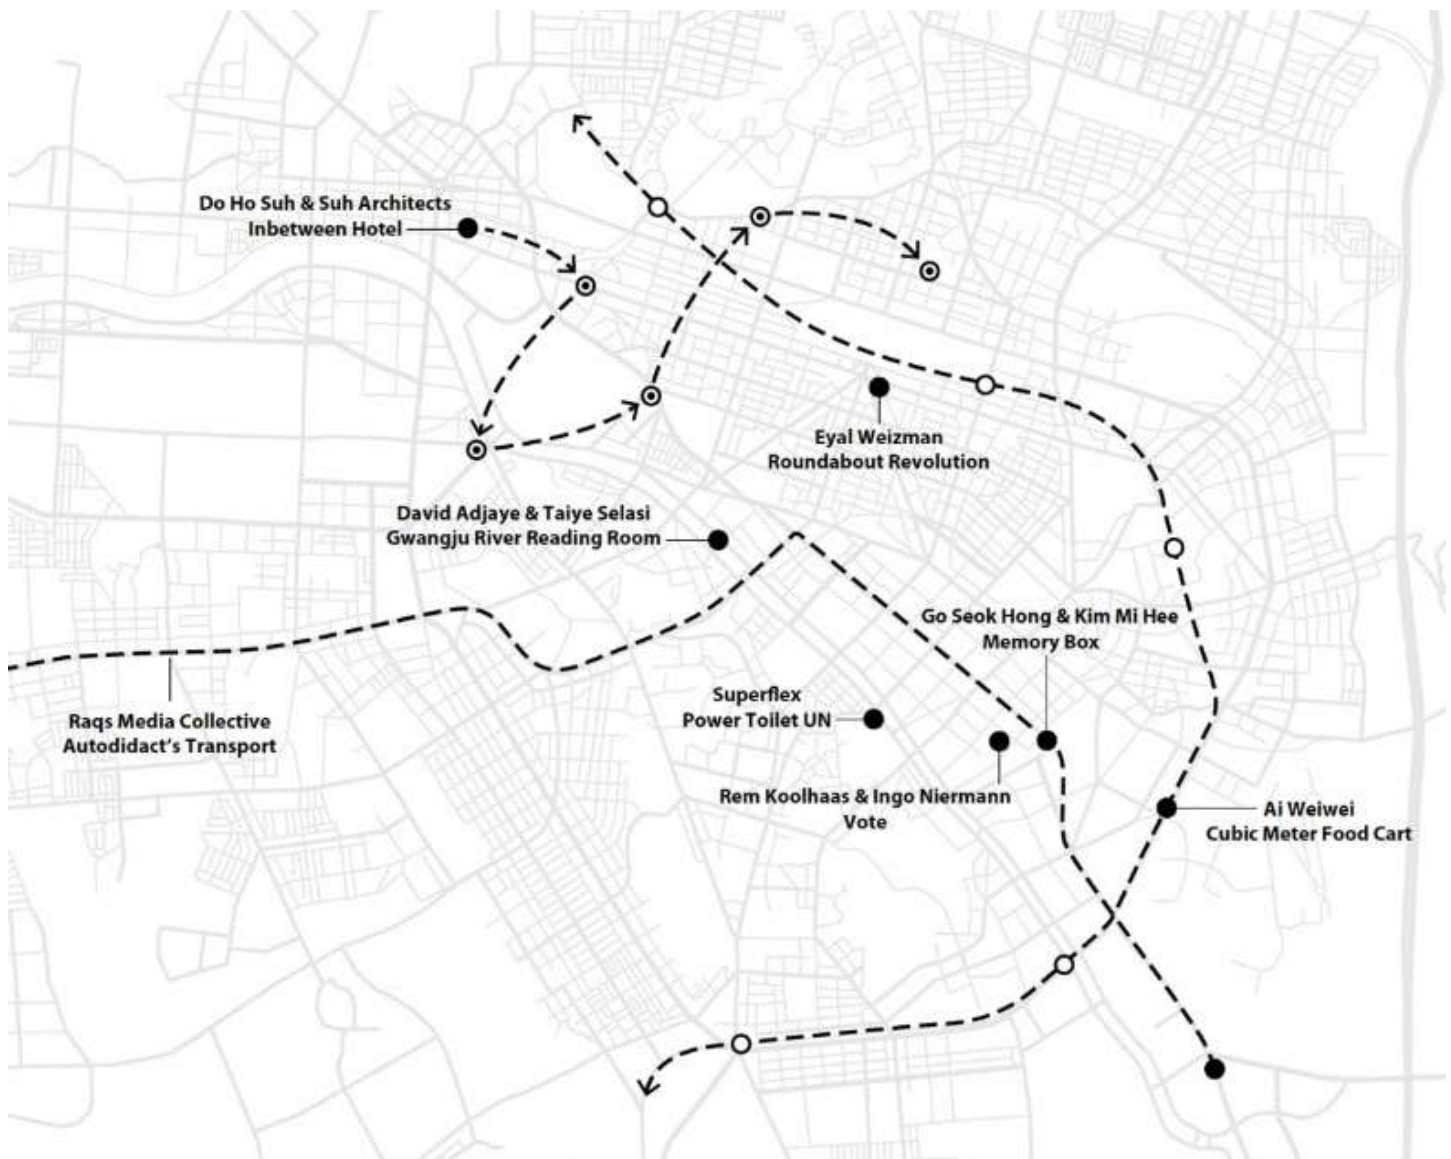 Do Ho Suh & Suh Architects
Inbetween Hotel
Eyal Weizman
Roundabout Revolution
David Adjaye & Taiye Selasi
Gwangju River Reading Room
Go Seok Hong & Kim Mi Hee
Memory Box
Superflex
Power Toilet UN
Raqs Media Collective
Autodidact's Transport
Rem Koolhaas & Ingo Niermann
Vote
Ai Weiwei
Cubic Meter Food Cart